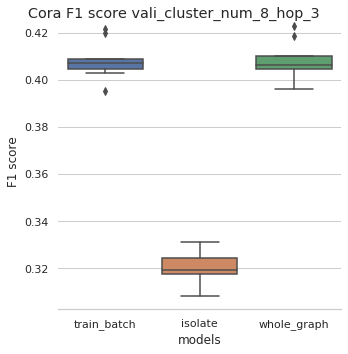 Cora F1 score vali_cluster_num_8_hop_3
0.42
0.40
0.38
0.36
0.34
0.32
F1 score
train_batch
isolate
whole_graph
models